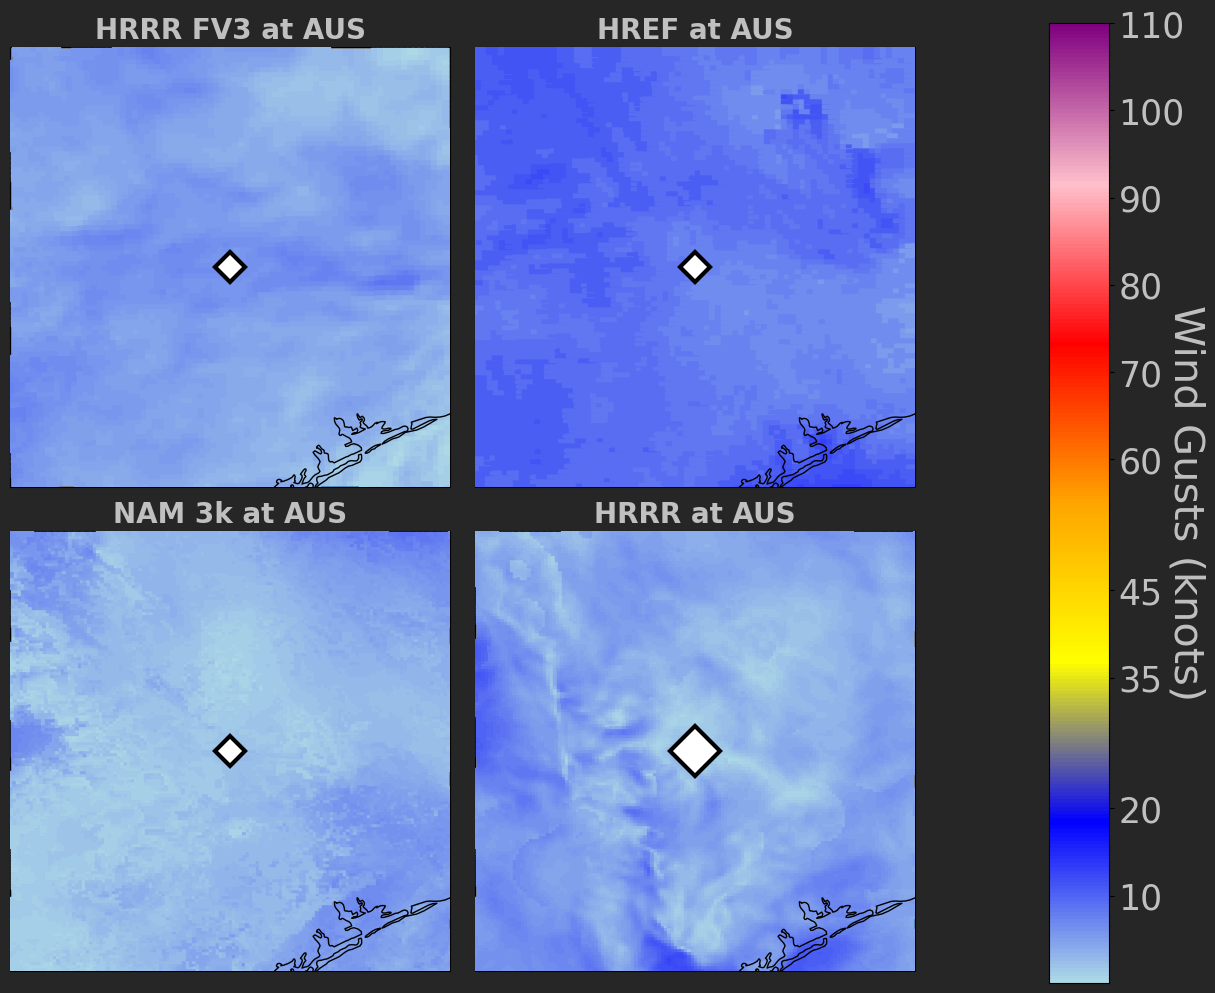 HRRR FV3 at AUS
HREF at AUS
NAM 3k at AUS
HRRR at AUS
110
100
90
80
70
60
45
35
20
10
Wind Gusts (knots)